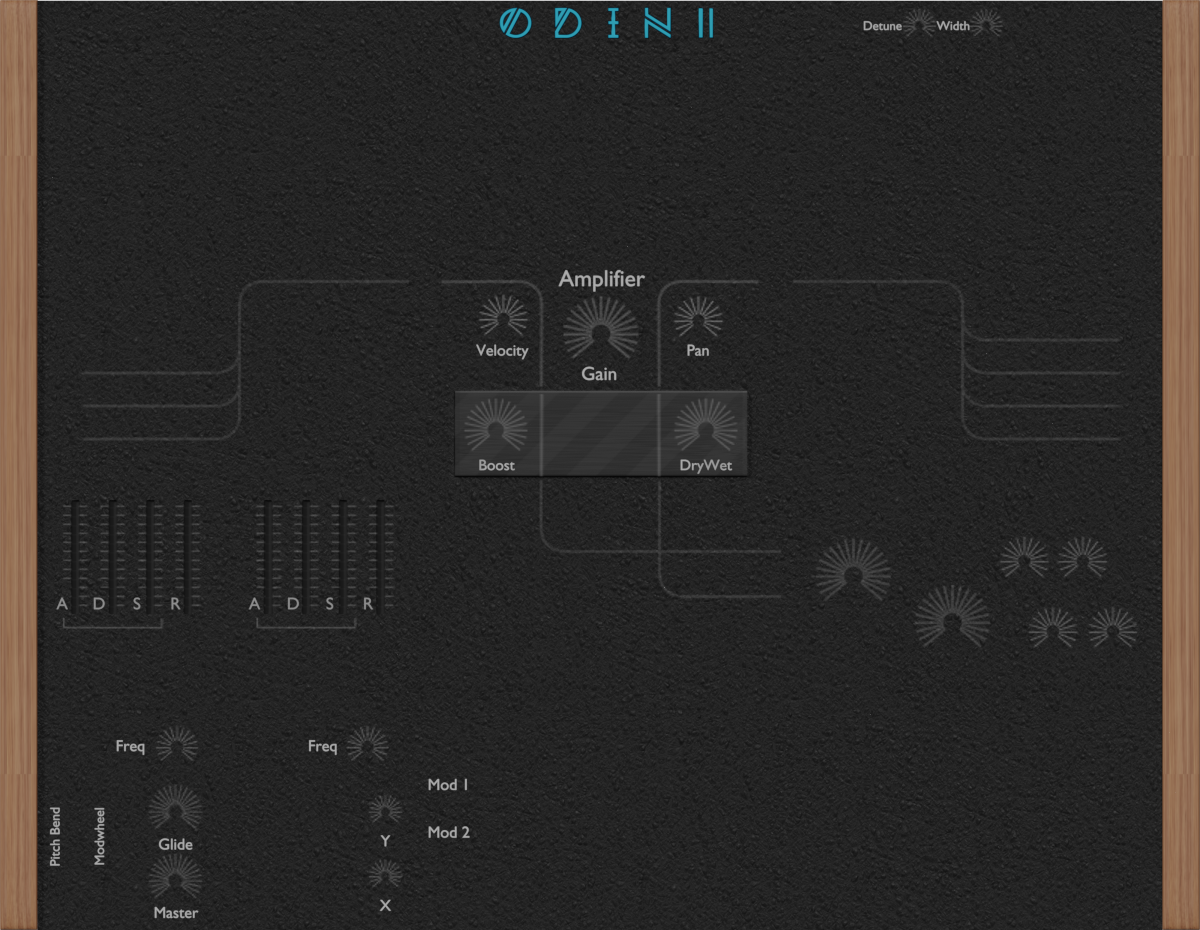 ODIN II
Detune Width
Amplifier
Velocity
Pan
Gain
Boost
DryWet
A D S R
A D S R
Freq
Freq
Mod 1
Pitch Bend
Modwheel
Glide
Y
Mod 2
Master
X